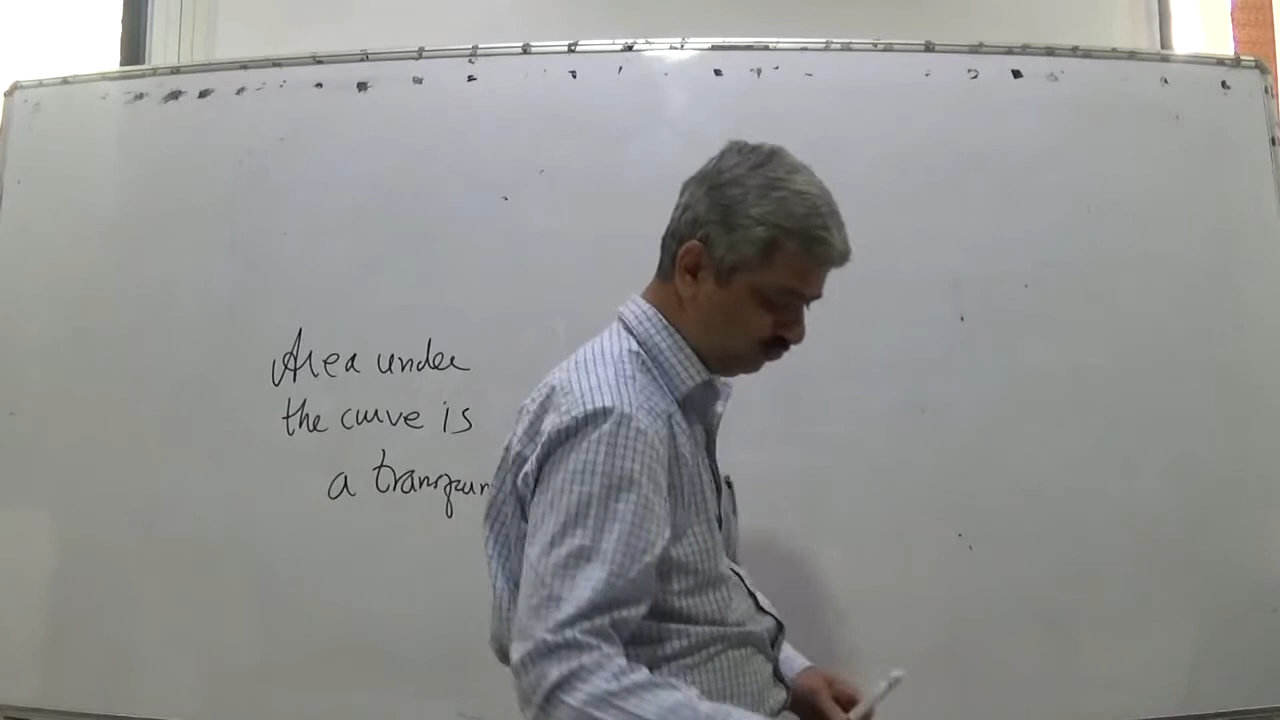 Area under
the curve is
a